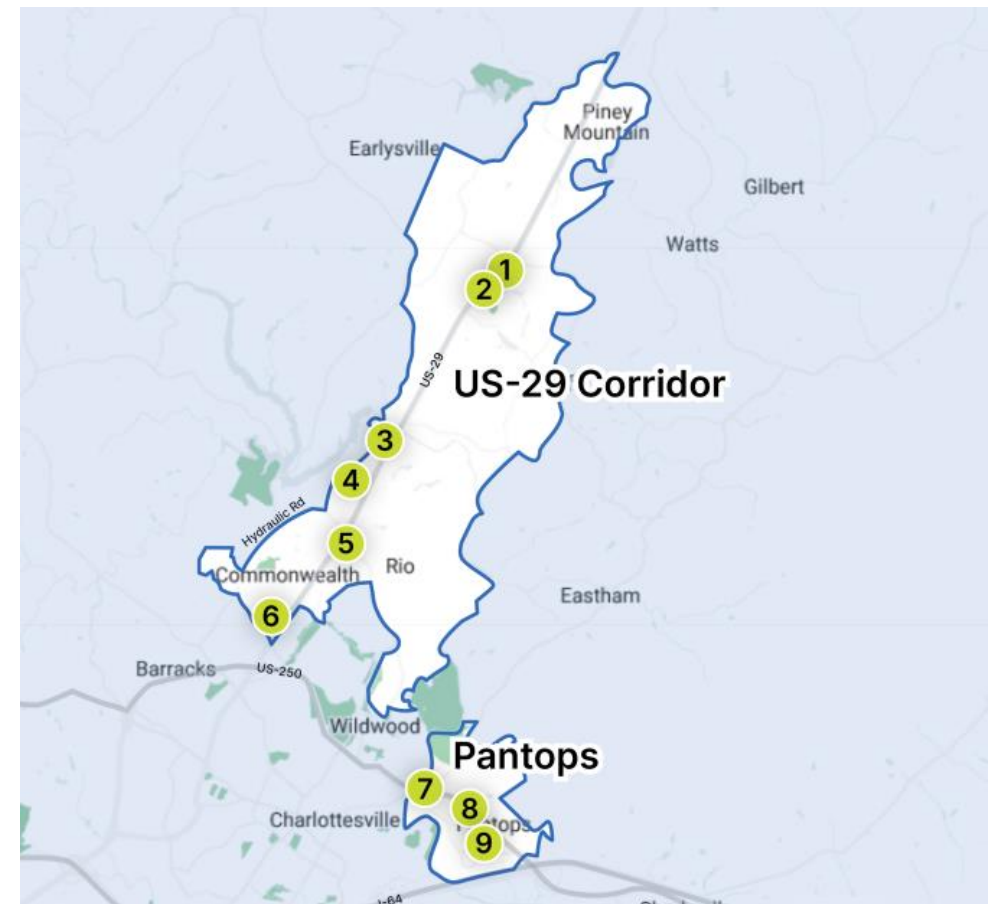 Piney
Mountain
Earlysville
Gilbert
Watts
1
2
US-29
US-29 Corridor
3
4
Hydraulic Rd
5
Rio
Commonwealth
Eastham
6
Barracks
US-250
Wildwood
Pantops
7
8
Charlottesville
9
I-64